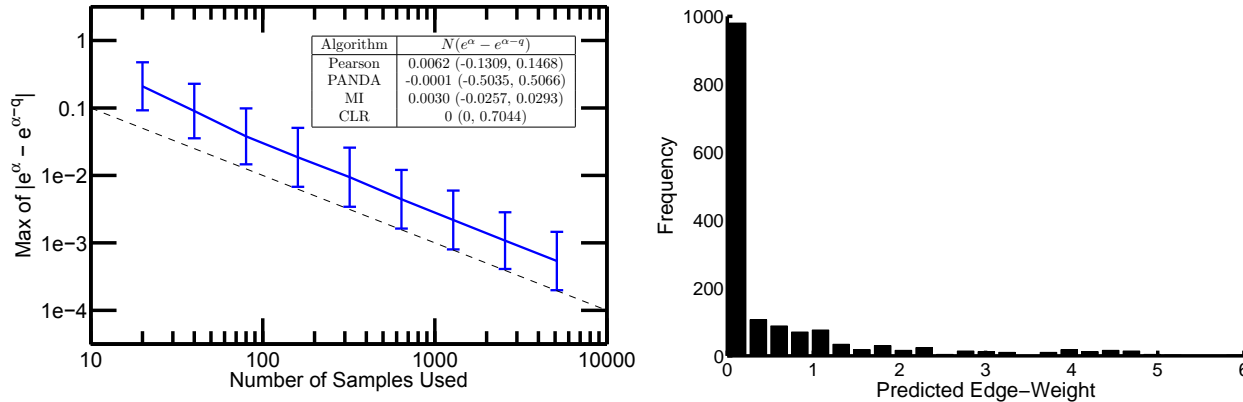 1
0.1
1e−2
1e−3
1e−4
Max of |e^α − e^{α−q}|
10
100
1000
10000
Number of Samples Used
Algorithm N(e^α − e^{α−q})
Pearson 0.0062 (-0.1309, 0.1468)
PANDA -0.0001 (-0.5035, 0.5066)
MI 0.0030 (-0.0257, 0.0293)
CLR 0 (0, 0.7044)
1000
800
600
400
200
0
Frequency
0
1
2
3
4
5
6
Predicted Edge−Weight